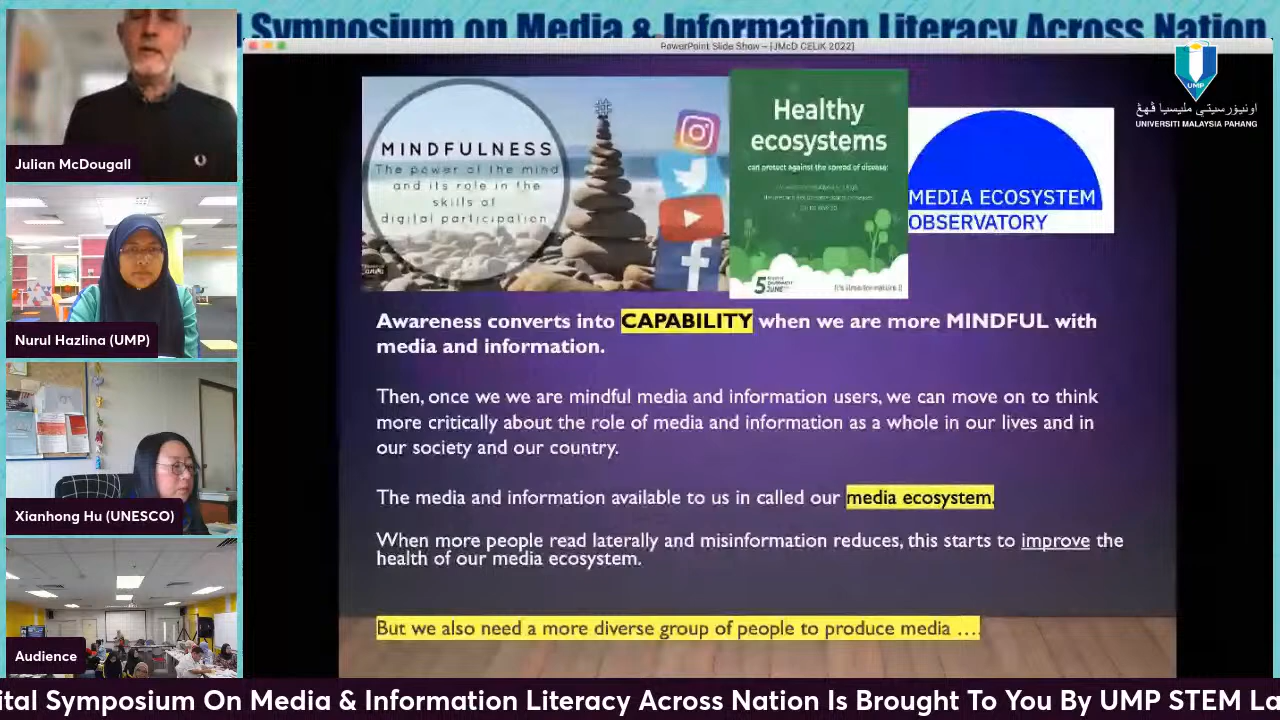 l Symposium on Media & Information Literacy Across Nation
PowerPoint Slide Show - [JMcD CELiK 2022]
UMP
اونيۏرسيتي مليسيا ڤهڠ
UNIVERSITI MALAYSIA PAHANG
Julian McDougall
Nurul Hazlina (UMP)
Xianhong Hu (UNESCO)
Audience
MINDFULNESS
The power of the mind
and its role in the
skills of
digital participation
Healthy
ecosystems
can protect against the spread of disease:
5
JUNE
MEDIA ECOSYSTEM
OBSERVATORY
Awareness converts into CAPABILITY when we are more MINDFUL with
media and information.
Then, once we we are mindful media and information users, we can move on to think
more critically about the role of media and information as a whole in our lives and in
our society and our country.
The media and information available to us in called our media ecosystem.
When more people read laterally and misinformation reduces, this starts to improve the
health of our media ecosystem.
But we also need a more diverse group of people to produce media ….
ital Symposium On Media & Information Literacy Across Nation Is Brought To You By UMP STEM La